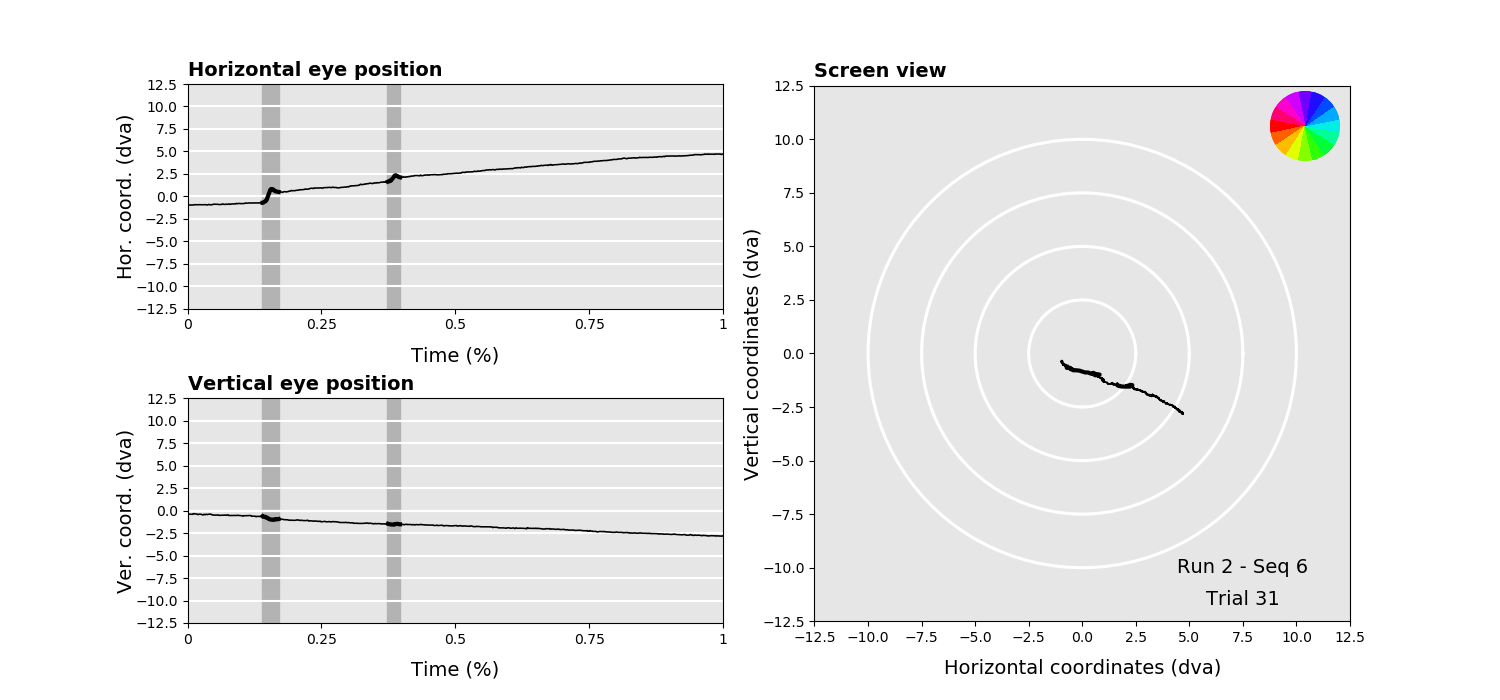 Horizontal eye position
Hor. coord. (dva)
12.5
10.0
7.5
5.0
2.5
0.0
−2.5
−5.0
−7.5
−10.0
−12.5
0 0.25 0.5 0.75 1
Time (%)
Vertical eye position
Ver. coord. (dva)
12.5
10.0
7.5
5.0
2.5
0.0
−2.5
−5.0
−7.5
−10.0
−12.5
0 0.25 0.5 0.75 1
Time (%)
Screen view
Vertical coordinates (dva)
12.5
10.0
7.5
5.0
2.5
0.0
−2.5
−5.0
−7.5
−10.0
−12.5
Run 2 - Seq 6
Trial 31
−12.5 −10.0 −7.5 −5.0 −2.5 0.0 2.5 5.0 7.5 10.0 12.5
Horizontal coordinates (dva)